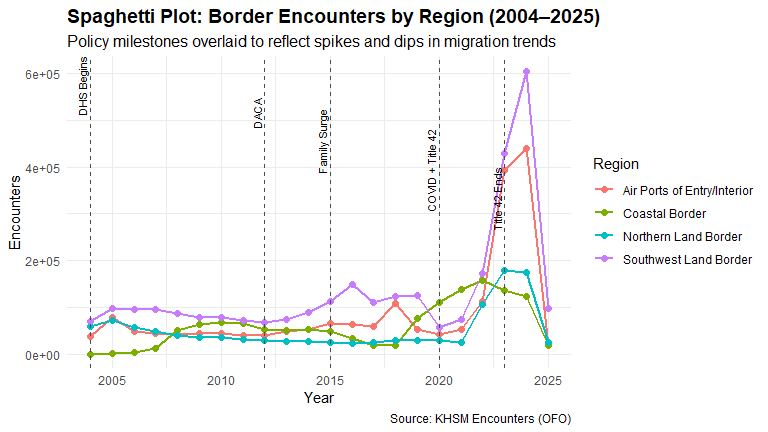 Spaghetti Plot: Border Encounters by Region (2004–2025)
Policy milestones overlaid to reflect spikes and dips in migration trends
Encounters
6e+05
4e+05
2e+05
0e+00
DHS Begins
DACA
Family Surge
COVID + Title 42
Title 42 Ends
2005
2010
2015
2020
2025
Year
Region
Air Ports of Entry/Interior
Coastal Border
Northern Land Border
Southwest Land Border
Source: KHSM Encounters (OFO)